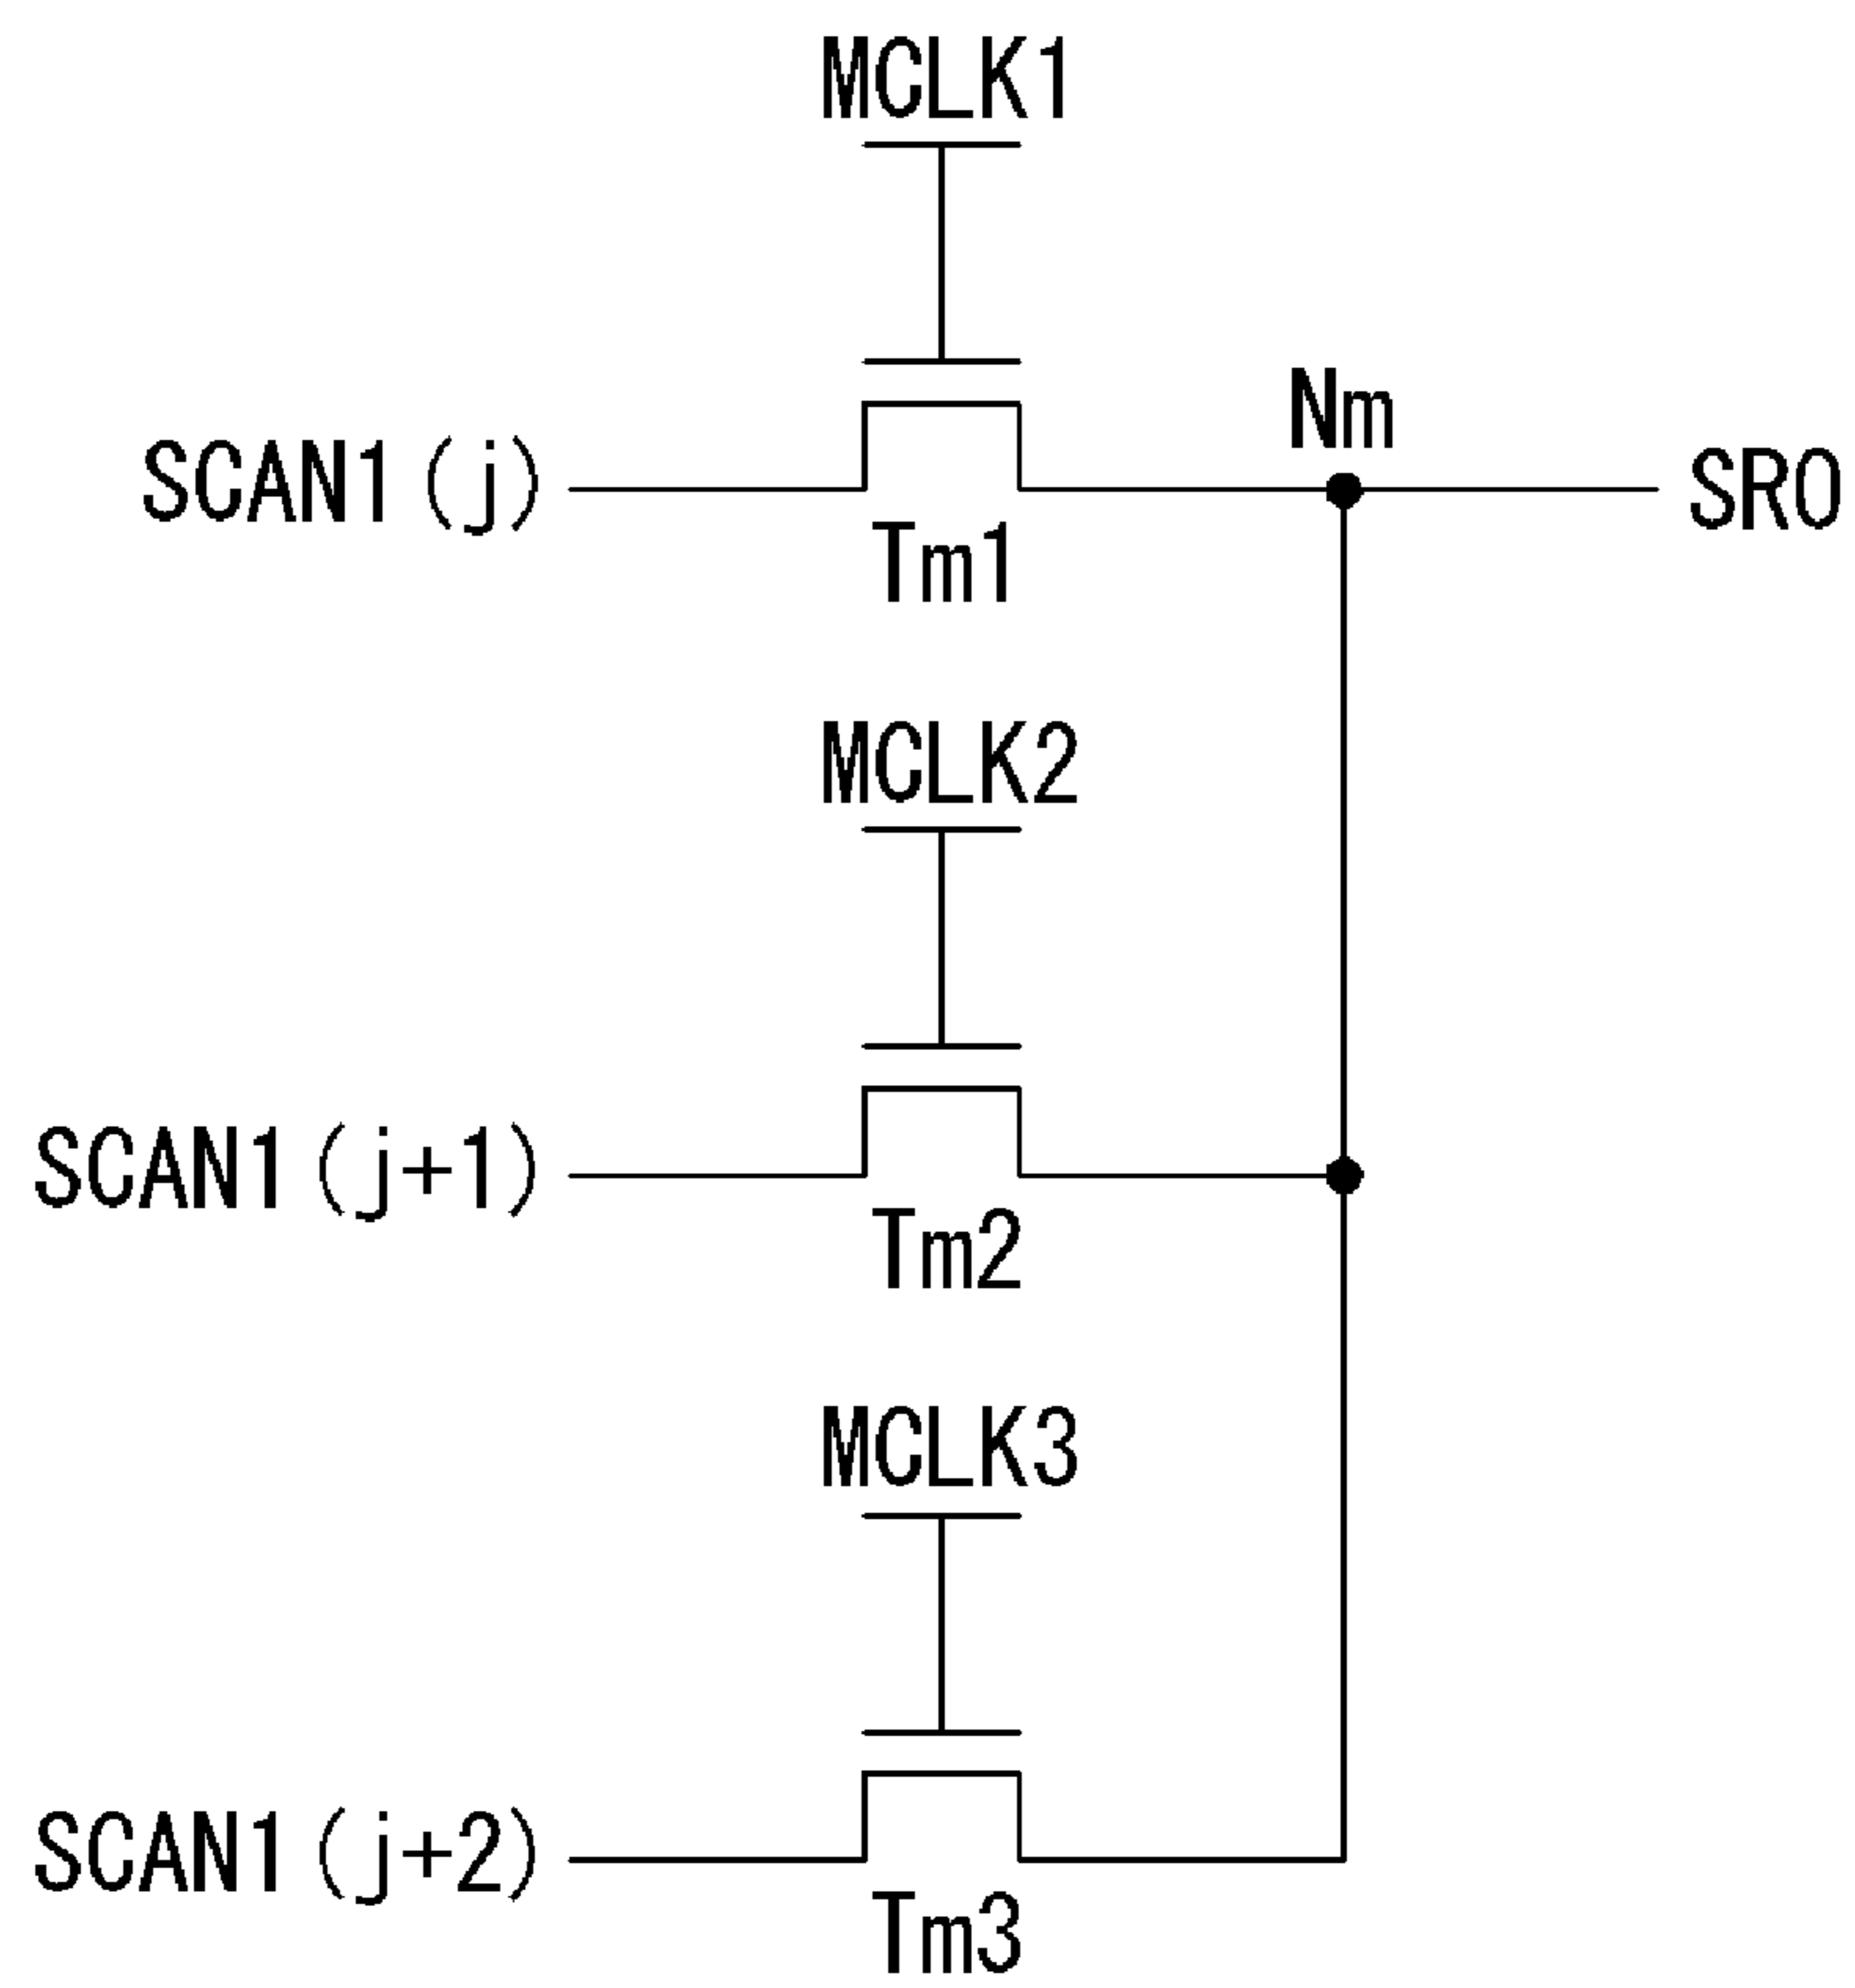 MCLK1
Nm
SCAN1(j)
SRO
Tm1
MCLK2
SCAN1(j+1)
Tm2
MCLK3
SCAN1(j+2)
Tm3